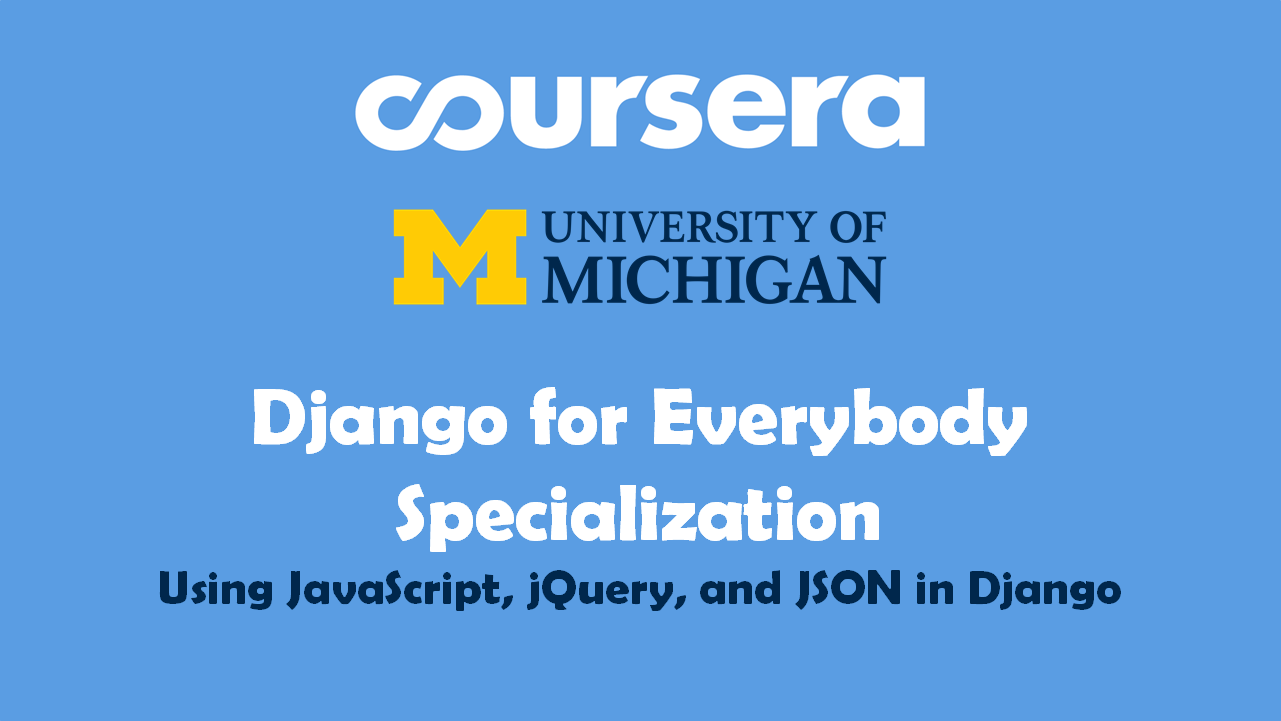 coursera
M UNIVERSITY OF
MICHIGAN
Django for Everybody
Specialization
Using JavaScript, jQuery, and JSON in Django